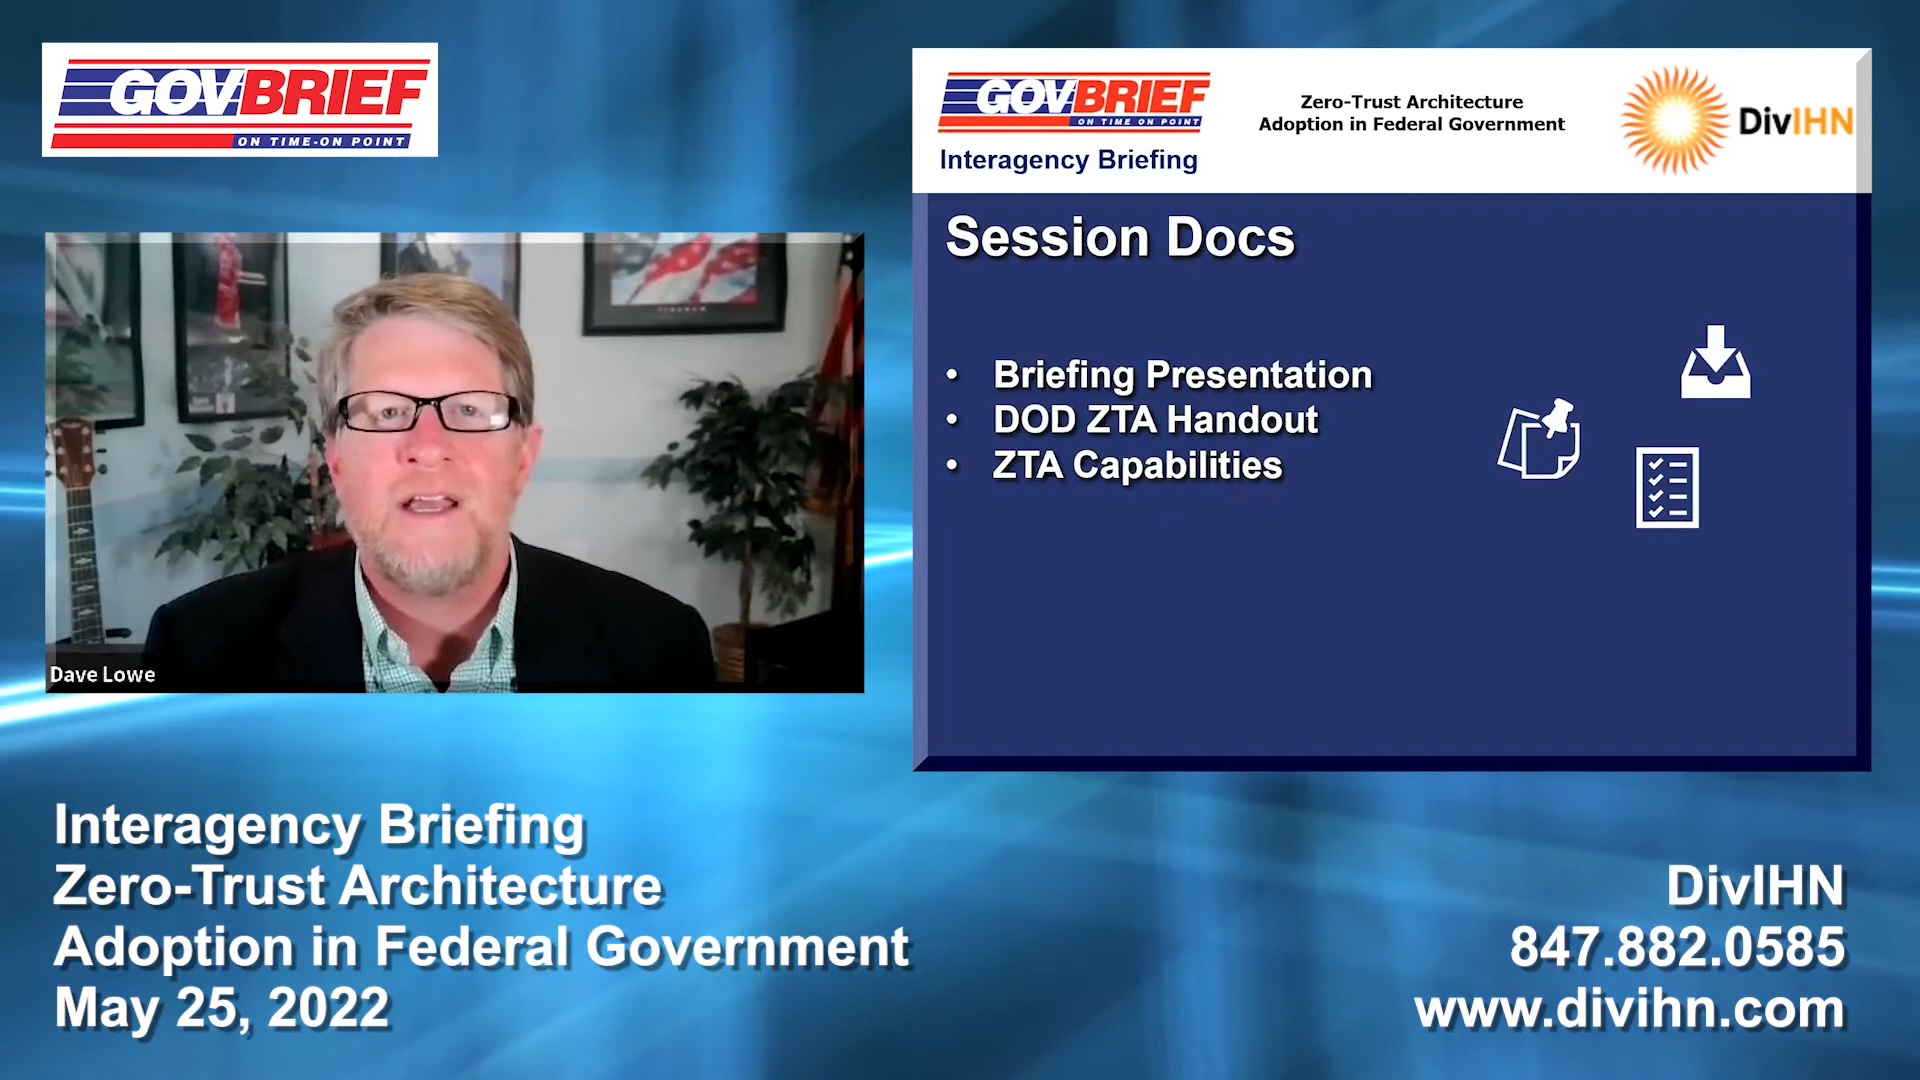 GOVBRIEF
ON TIME-ON POINT
GOVBRIEF
ON TIME ON POINT
Interagency Briefing
Zero-Trust Architecture
Adoption in Federal Government
DivIHN
Session Docs
• Briefing Presentation
• DOD ZTA Handout
• ZTA Capabilities
Dave Lowe
Interagency Briefing
Zero-Trust Architecture
Adoption in Federal Government
May 25, 2022
DivIHN
847.882.0585
www.divihn.com